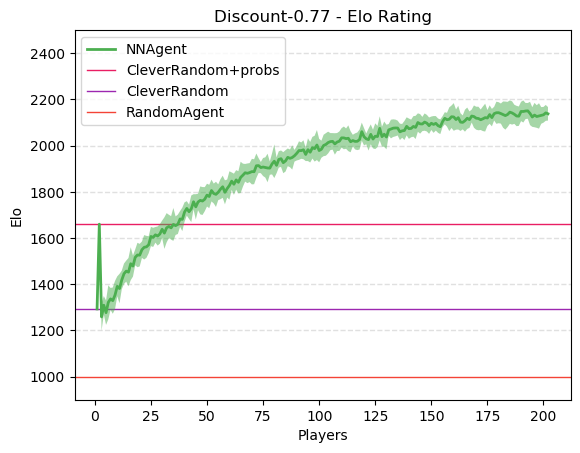 Discount-0.77 - Elo Rating
NNAgent
CleverRandom+probs
CleverRandom
RandomAgent
2400
2200
2000
1800
1600
1400
1200
1000
Elo
0 25 50 75 100 125 150 175 200
Players